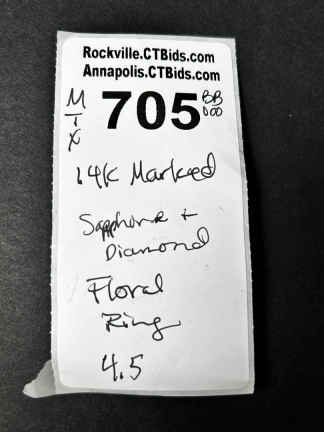 Rockville.CTBids.com
Annapolis.CTBids.com
M
I
X
705
BB
000
14K Marked
Sapphire +
Diamond
Floral
Ring
4.5